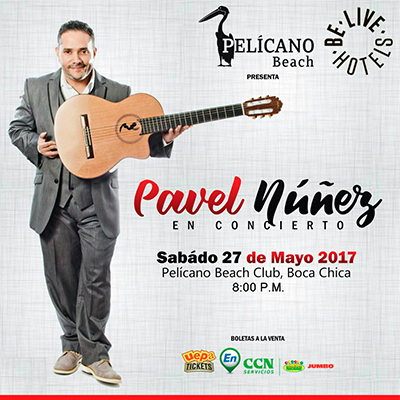 PELÍCANO
Beach
BE·LIVE·HOTELS
PRESENTA
Pavel Núñez
EN CONCIERTO
Sabádo 27 de Mayo 2017
Pelícano Beach Club, Boca Chica
8:00 P.M.
BOLETAS A LA VENTA
uepa
TICKETS
En
CCN
SERVICIOS
JUMBO